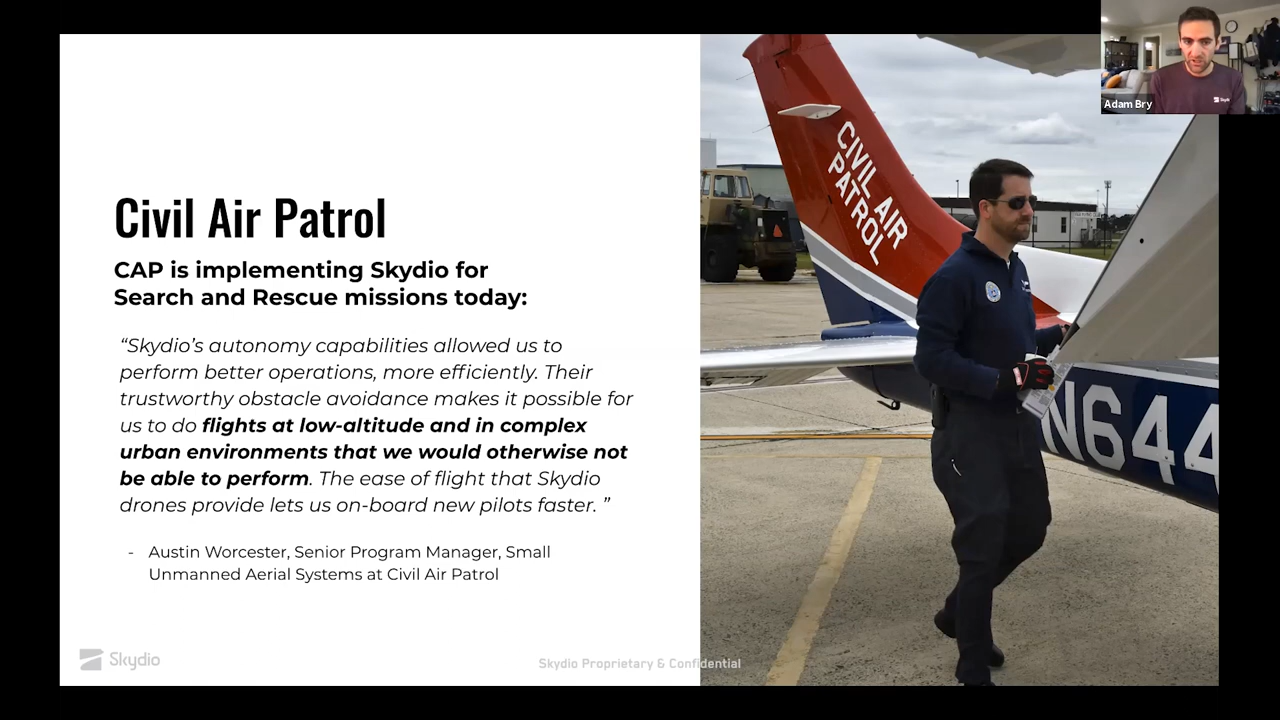 Adam Bry
Civil Air Patrol
CAP is implementing Skydio for
Search and Rescue missions today:
“Skydio’s autonomy capabilities allowed us to
perform better operations, more efficiently. Their
trustworthy obstacle avoidance makes it possible for
us to do flights at low-altitude and in complex
urban environments that we would otherwise not
be able to perform. The ease of flight that Skydio
drones provide lets us on-board new pilots faster. ”
- Austin Worcester, Senior Program Manager, Small
Unmanned Aerial Systems at Civil Air Patrol
Skydio
Skydio Proprietary & Confidential
CIVIL AIR
PATROL
N644